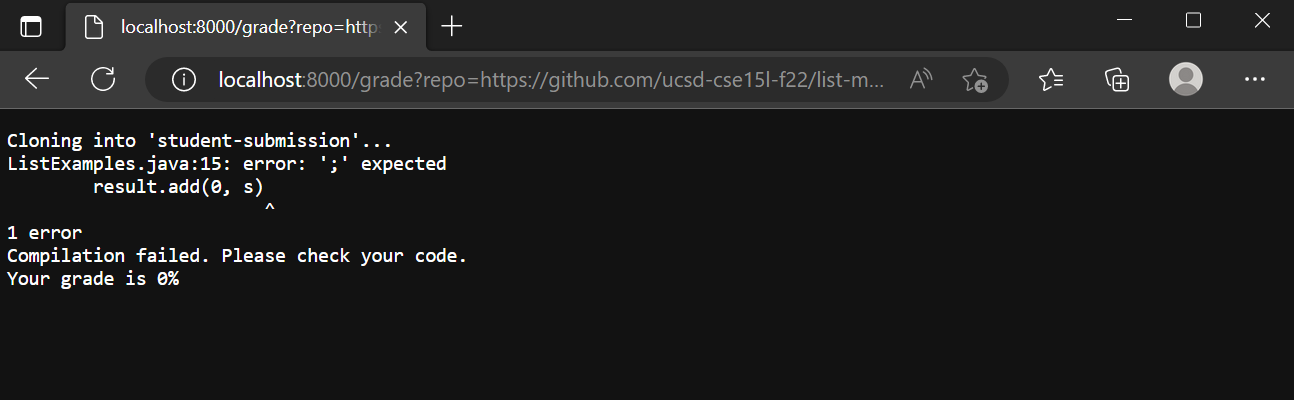 localhost:8000/grade?repo=http
localhost:8000/grade?repo=https://github.com/ucsd-cse15l-f22/list-m...
Cloning into 'student-submission'...
ListExamples.java:15: error: ';' expected
        result.add(0, s)
                        ^
1 error
Compilation failed. Please check your code.
Your grade is 0%